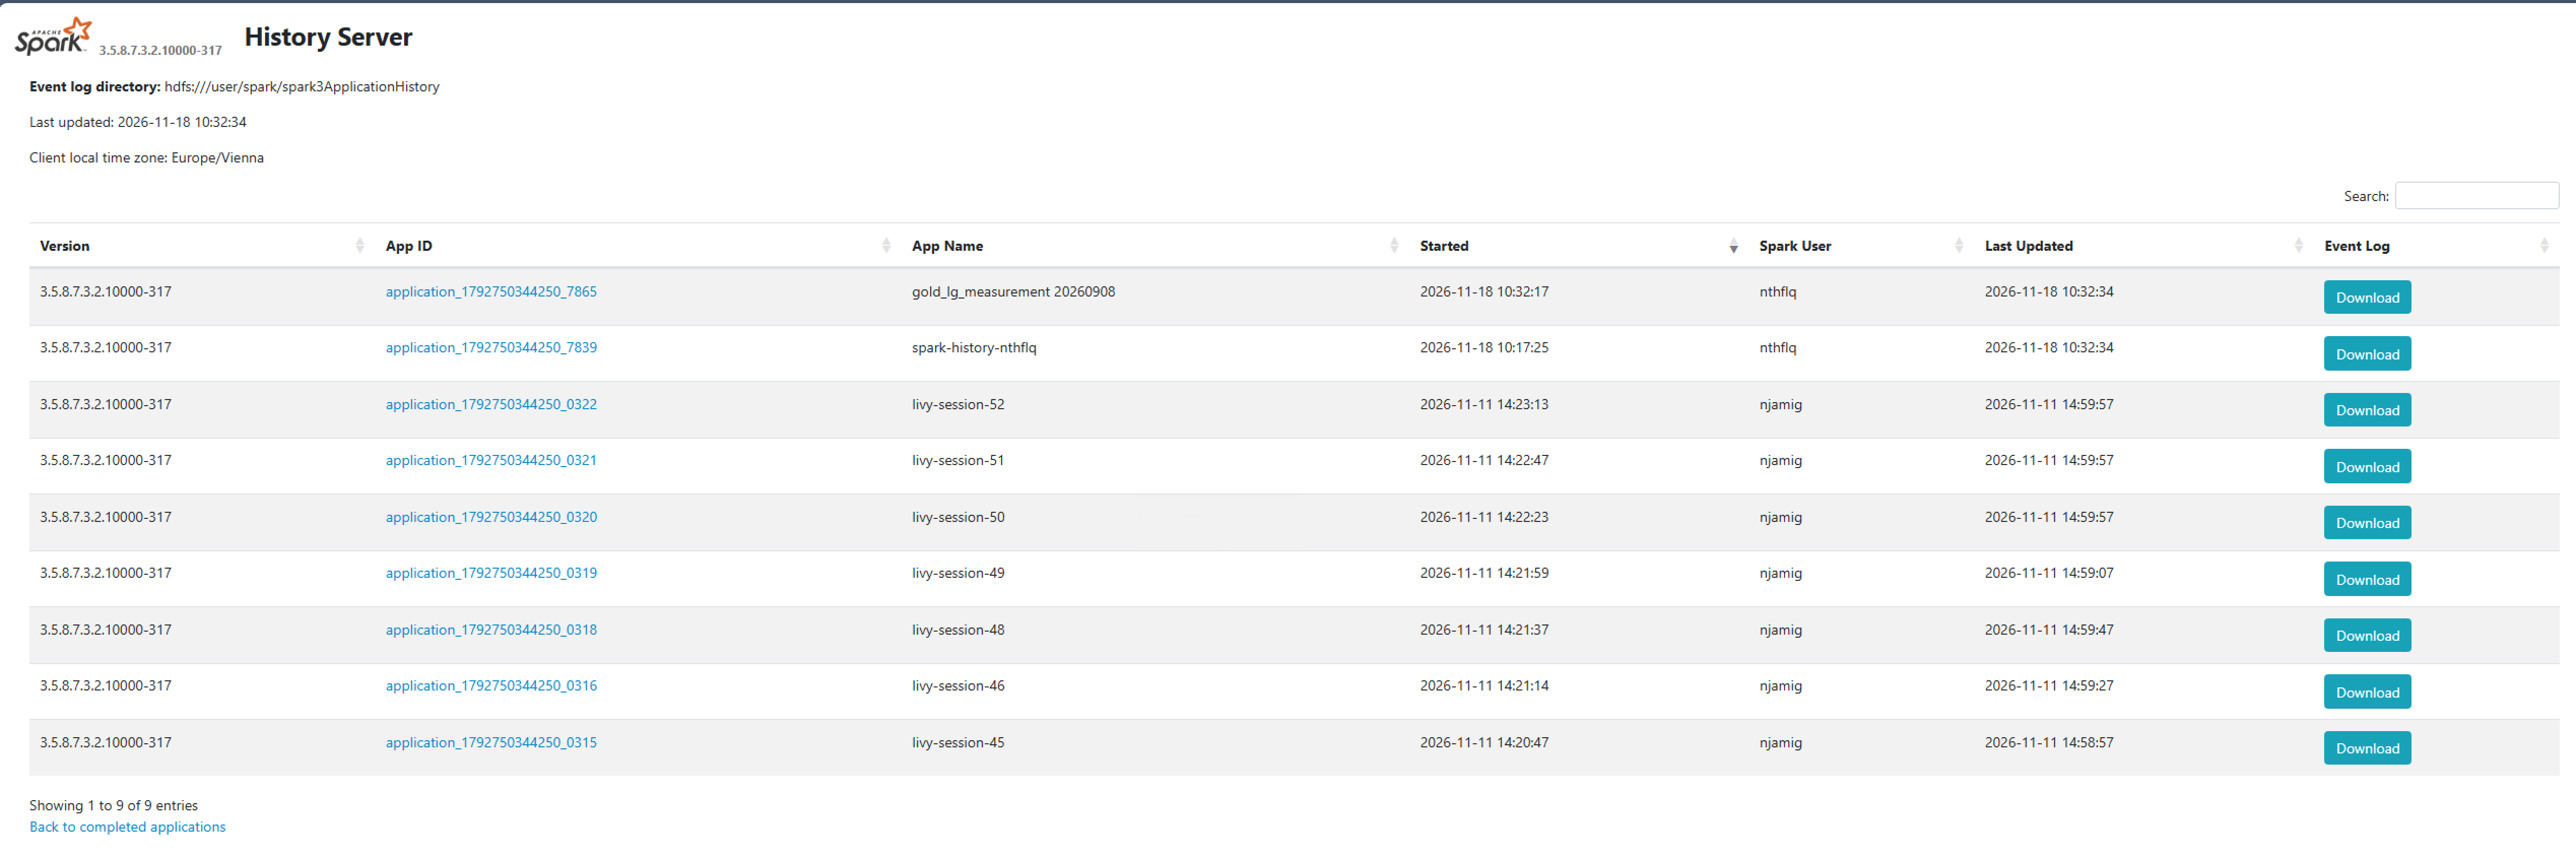 APACHE Spark 3.5.8.7.3.2.10000-317 History Server
Event log directory: hdfs:///user/spark/spark3ApplicationHistory
Last updated: 2026-11-18 10:32:34
Client local time zone: Europe/Vienna
Search:
Version App ID App Name Started Spark User Last Updated Event Log
3.5.8.7.3.2.10000-317 application_1792750344250_7865 gold_lg_measurement 20260908 2026-11-18 10:32:17 nthflq 2026-11-18 10:32:34 Download
3.5.8.7.3.2.10000-317 application_1792750344250_7839 spark-history-nthflq 2026-11-18 10:17:25 nthflq 2026-11-18 10:32:34 Download
3.5.8.7.3.2.10000-317 application_1792750344250_0322 livy-session-52 2026-11-11 14:23:13 njamig 2026-11-11 14:59:57 Download
3.5.8.7.3.2.10000-317 application_1792750344250_0321 livy-session-51 2026-11-11 14:22:47 njamig 2026-11-11 14:59:57 Download
3.5.8.7.3.2.10000-317 application_1792750344250_0320 livy-session-50 2026-11-11 14:22:23 njamig 2026-11-11 14:59:57 Download
3.5.8.7.3.2.10000-317 application_1792750344250_0319 livy-session-49 2026-11-11 14:21:59 njamig 2026-11-11 14:59:07 Download
3.5.8.7.3.2.10000-317 application_1792750344250_0318 livy-session-48 2026-11-11 14:21:37 njamig 2026-11-11 14:59:47 Download
3.5.8.7.3.2.10000-317 application_1792750344250_0316 livy-session-46 2026-11-11 14:21:14 njamig 2026-11-11 14:59:27 Download
3.5.8.7.3.2.10000-317 application_1792750344250_0315 livy-session-45 2026-11-11 14:20:47 njamig 2026-11-11 14:58:57 Download
Showing 1 to 9 of 9 entries
Back to completed applications